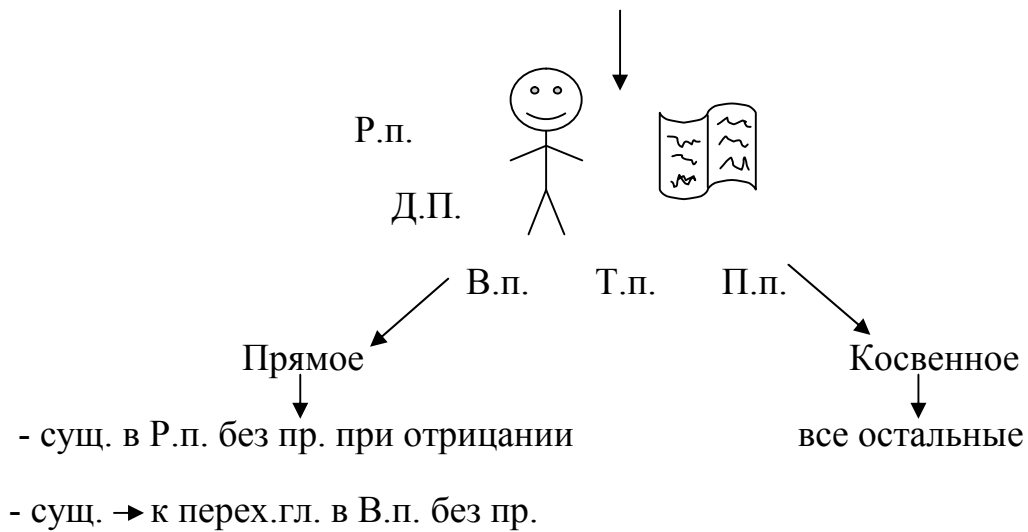 Р.п.
Д.П.
В.п. Т.п. П.п.
Прямое Косвенное
- сущ. в Р.п. без пр. при отрицании все остальные
- сущ. → к перех.гл. в В.п. без пр.